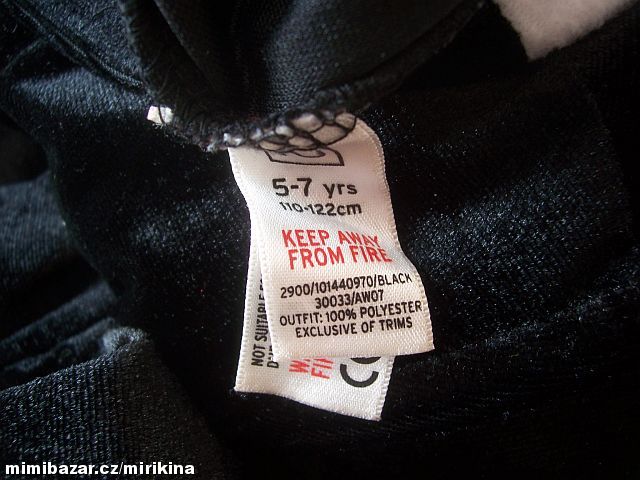 5-7 yrs
110-122cm
KEEP AWAY
FROM FIRE
2900/101440970/BLACK
30033/AW07
OUTFIT: 100% POLYESTER
EXCLUSIVE OF TRIMS
NOT SUITABLE
CE
mimibazar.cz/mirikina